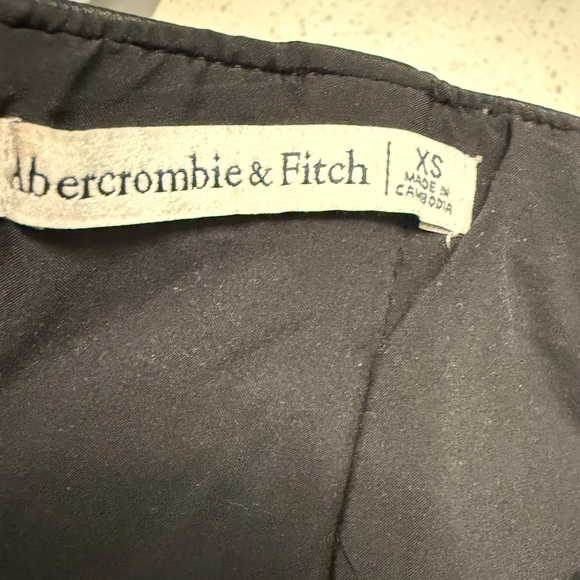 Abercrombie & Fitch
XS
MADE IN
CAMBODIA